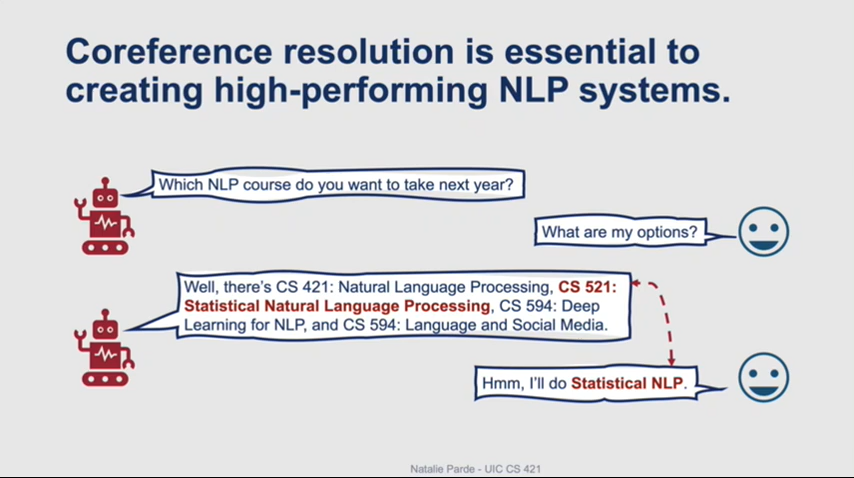 Coreference resolution is essential to
creating high-performing NLP systems.
Which NLP course do you want to take next year?
What are my options?
Well, there's CS 421: Natural Language Processing, CS 521:
Statistical Natural Language Processing, CS 594: Deep
Learning for NLP, and CS 594: Language and Social Media.
Hmm, I'll do Statistical NLP.
Natalie Parde - UIC CS 421